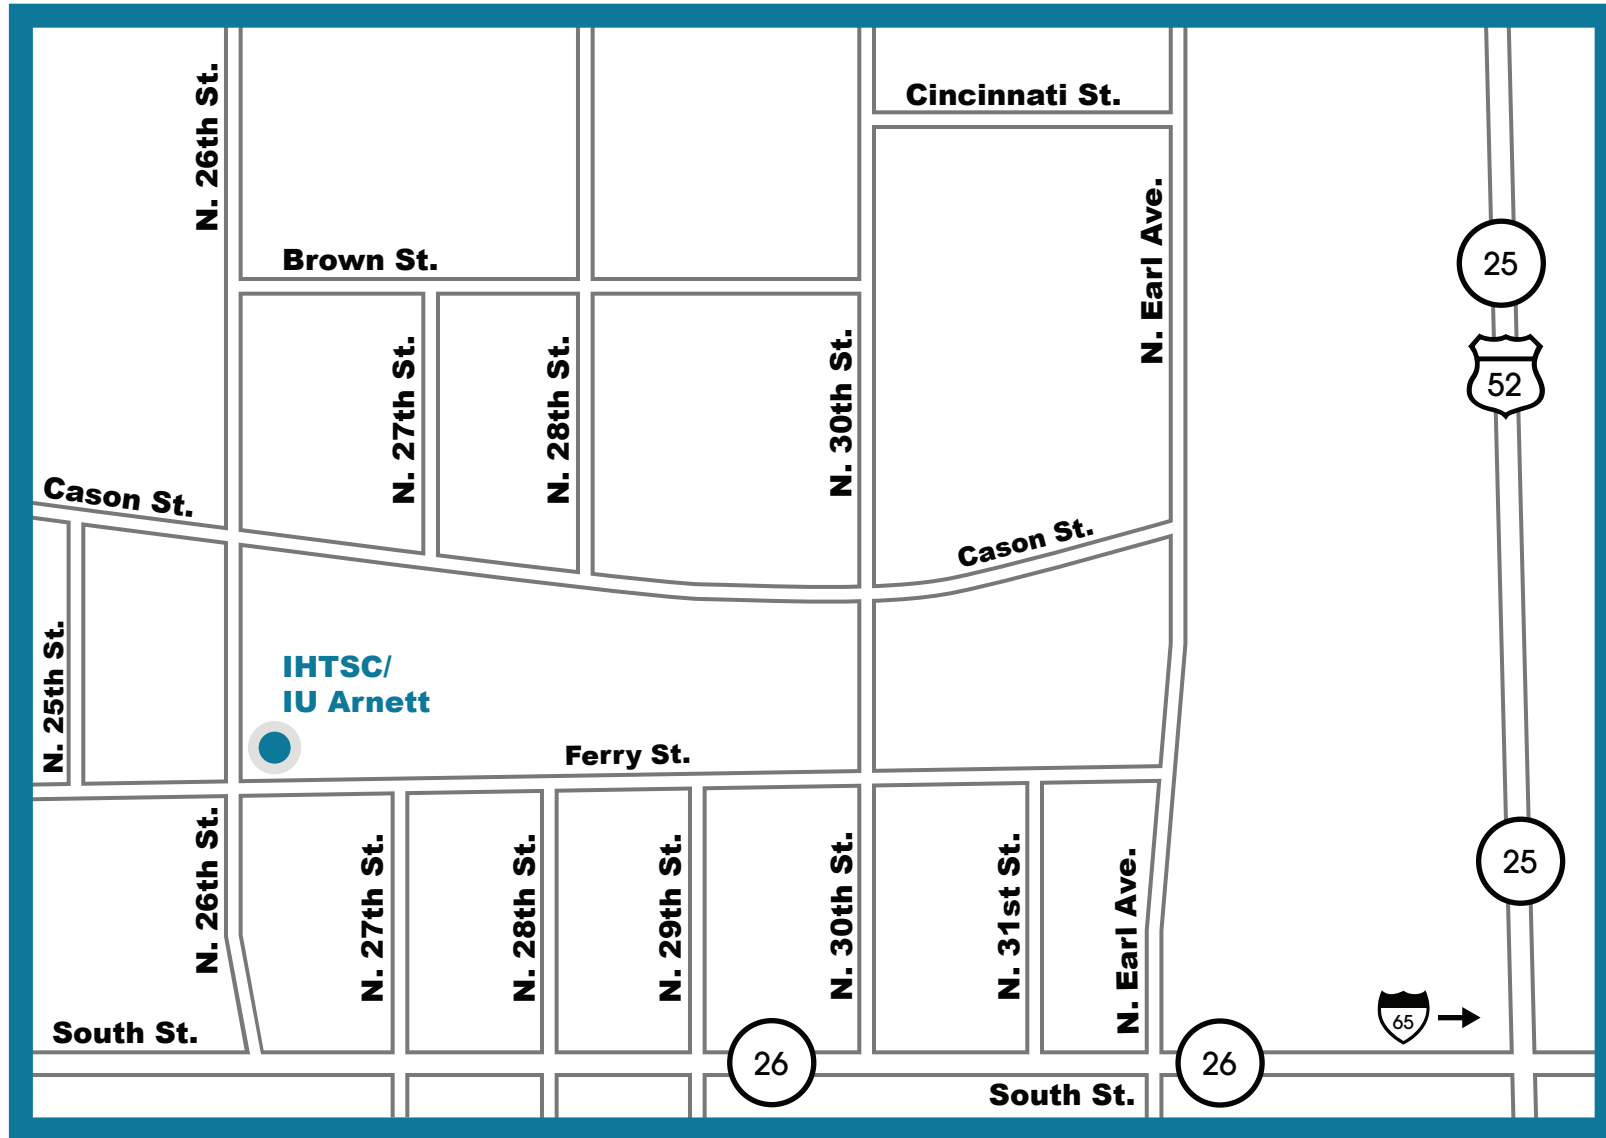 Cincinnati St.
N. 26th St.
N. Earl Ave.
Brown St.
25
52
N. 27th St.
N. 28th St.
N. 30th St.
Cason St.
Cason St.
N. 25th St.
IHTSC/
IU Arnett
Ferry St.
N. 26th St.
N. 27th St.
N. 28th St.
N. 29th St.
N. 30th St.
N. 31st St.
N. Earl Ave.
25
65
South St.
26
26
South St.